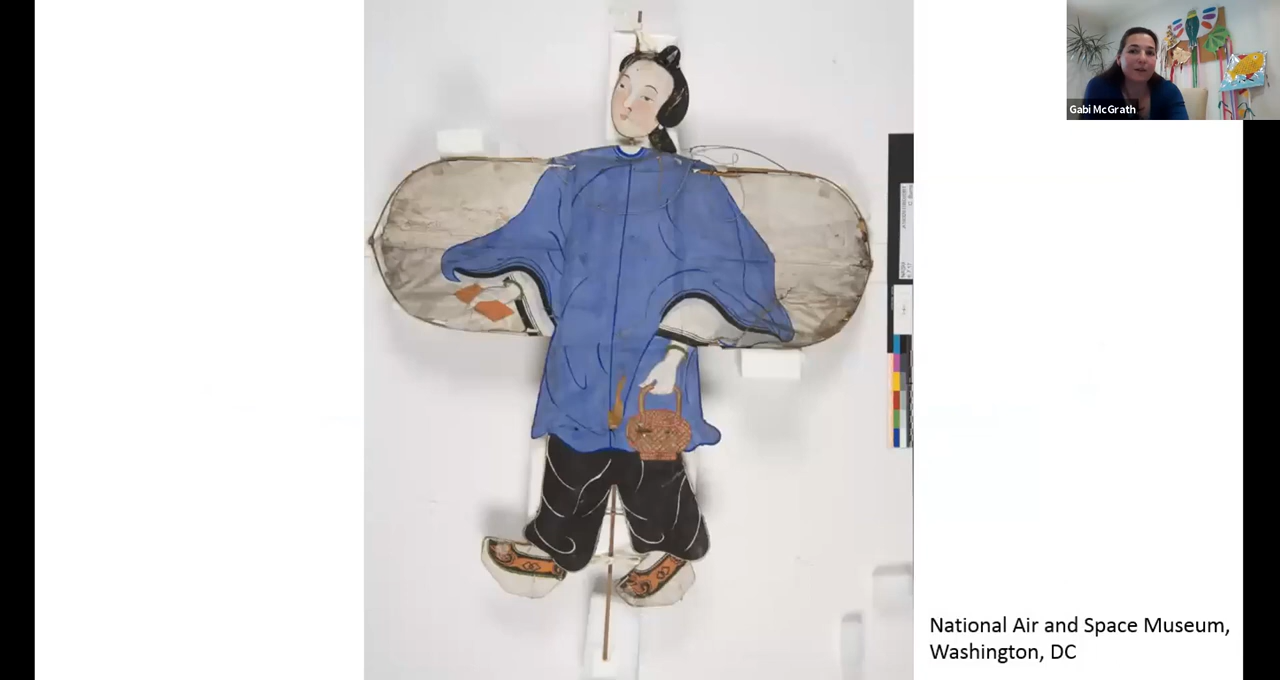 Gabi McGrath
National Air and Space Museum,
Washington, DC